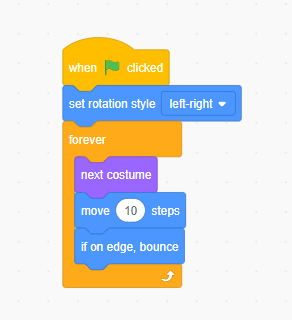 when clicked
set rotation style left-right
forever
next costume
move 10 steps
if on edge, bounce